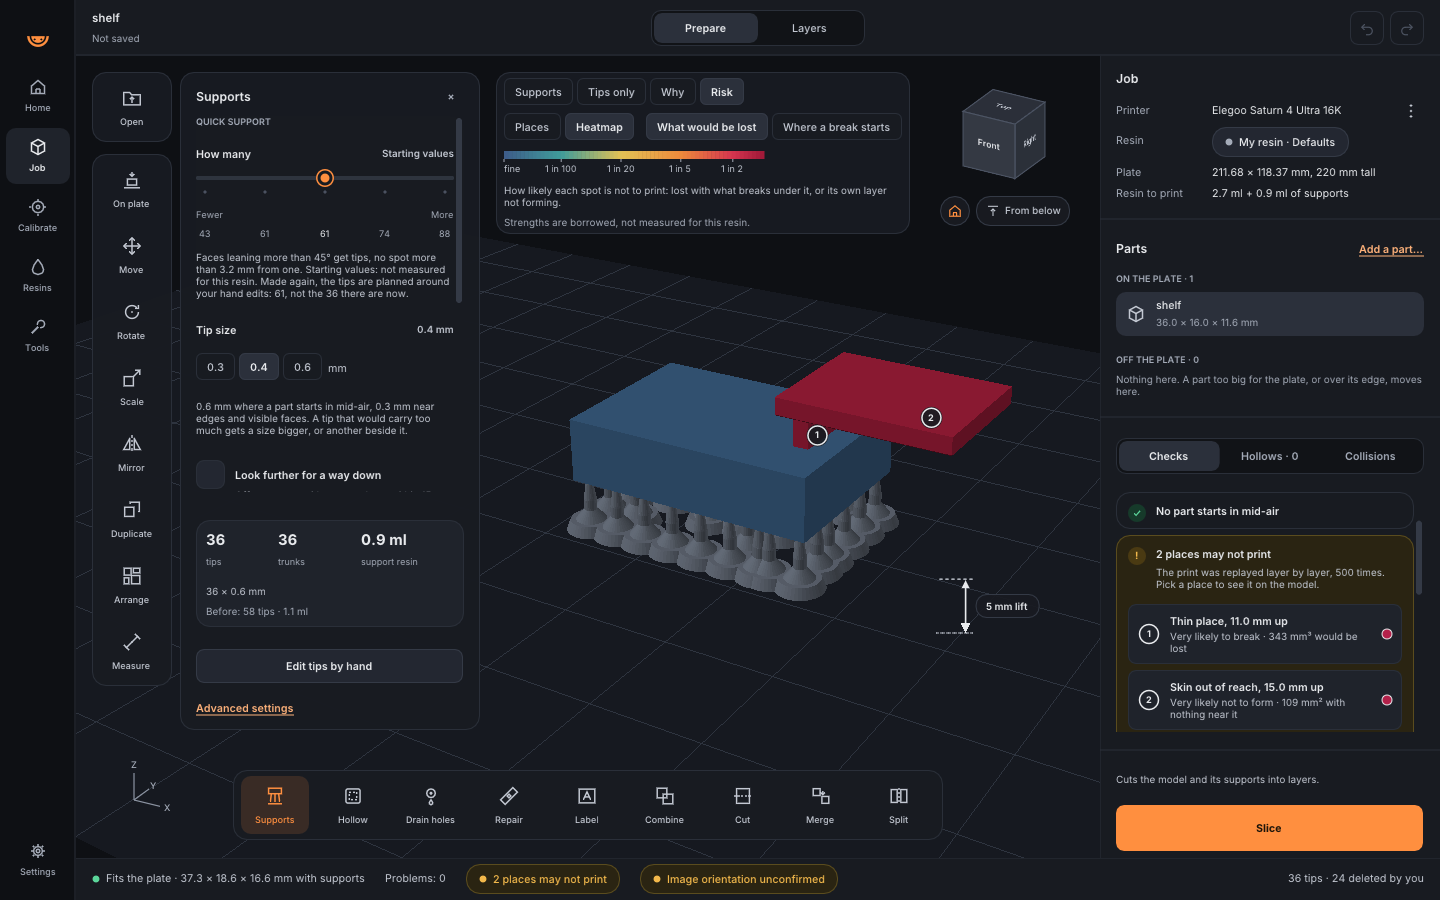 shelf
Not saved
Prepare
Layers
Home
Job
Calibrate
Resins
Tools
Settings
Open
On plate
Move
Rotate
Scale
Mirror
Duplicate
Arrange
Measure
Supports
×
QUICK SUPPORT
How many
Starting values
Fewer
More
43 61 61 74 88
Faces leaning more than 45° get tips, no spot more
than 3.2 mm from one. Starting values: not measured
for this resin. Made again, the tips are planned around
your hand edits: 61, not the 36 there are now.
Tip size
0.4 mm
0.3 0.4 0.6 mm
0.6 mm where a part starts in mid-air, 0.3 mm near
edges and visible faces. A tip that would carry too
much gets a size bigger, or another beside it.
Look further for a way down
36 36 0.9 ml
tips trunks support resin
36 × 0.6 mm
Before: 58 tips · 1.1 ml
Edit tips by hand
Advanced settings
Supports Tips only Why Risk
Places Heatmap What would be lost Where a break starts
fine 1 in 100 1 in 20 1 in 5 1 in 2
How likely each spot is not to print: lost with what breaks under it, or its own layer
not forming.
Strengths are borrowed, not measured for this resin.
Top
Front
Right
From below
1
2
5 mm lift
Z
Y
X
Supports
Hollow
Drain holes
Repair
Label
Combine
Cut
Merge
Split
Job
Printer Elegoo Saturn 4 Ultra 16K
Resin My resin · Defaults
Plate 211.68 × 118.37 mm, 220 mm tall
Resin to print 2.7 ml + 0.9 ml of supports
Parts
Add a part...
ON THE PLATE · 1
shelf
36.0 × 16.0 × 11.6 mm
OFF THE PLATE · 0
Nothing here. A part too big for the plate, or over its edge, moves
here.
Checks
Hollows · 0
Collisions
No part starts in mid-air
2 places may not print
The print was replayed layer by layer, 500 times.
Pick a place to see it on the model.
1
Thin place, 11.0 mm up
Very likely to break · 343 mm³ would be
lost
2
Skin out of reach, 15.0 mm up
Very likely not to form · 109 mm² with
nothing near it
Cuts the model and its supports into layers.
Slice
Fits the plate · 37.3 × 18.6 × 16.6 mm with supports
Problems: 0
2 places may not print
Image orientation unconfirmed
36 tips · 24 deleted by you